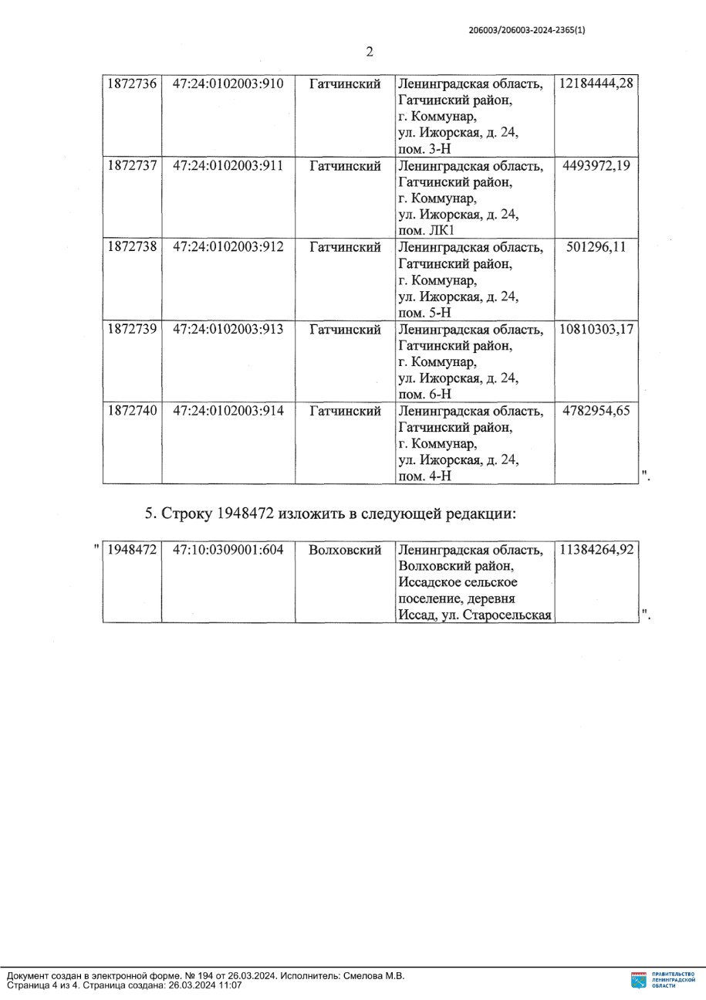 206003/206003-2024-2365(1)
2
1872736 47:24:0102003:910 Гатчинский Ленинградская область, 12184444,28
Гатчинский район,
г. Коммунар,
ул. Ижорская, д. 24,
пом. 3-Н
1872737 47:24:0102003:911 Гатчинский Ленинградская область, 4493972,19
Гатчинский район,
г. Коммунар,
ул. Ижорская, д. 24,
пом. ЛК1
1872738 47:24:0102003:912 Гатчинский Ленинградская область, 501296,11
Гатчинский район,
г. Коммунар,
ул. Ижорская, д. 24,
пом. 5-Н
1872739 47:24:0102003:913 Гатчинский Ленинградская область, 10810303,17
Гатчинский район,
г. Коммунар,
ул. Ижорская, д. 24,
пом. 6-Н
1872740 47:24:0102003:914 Гатчинский Ленинградская область, 4782954,65
Гатчинский район,
г. Коммунар,
ул. Ижорская, д. 24,
пом. 4-Н ".
5. Строку 1948472 изложить в следующей редакции:
" 1948472 47:10:0309001:604 Волховский Ленинградская область, 11384264,92
Волховский район,
Иссадское сельское
поселение, деревня
Иссад, ул. Старосельская ".
Документ создан в электронной форме. № 194 от 26.03.2024. Исполнитель: Смелова М.В.
Страница 4 из 4. Страница создана: 26.03.2024 11:07
ПРАВИТЕЛЬСТВО
ЛЕНИНГРАДСКОЙ
ОБЛАСТИ